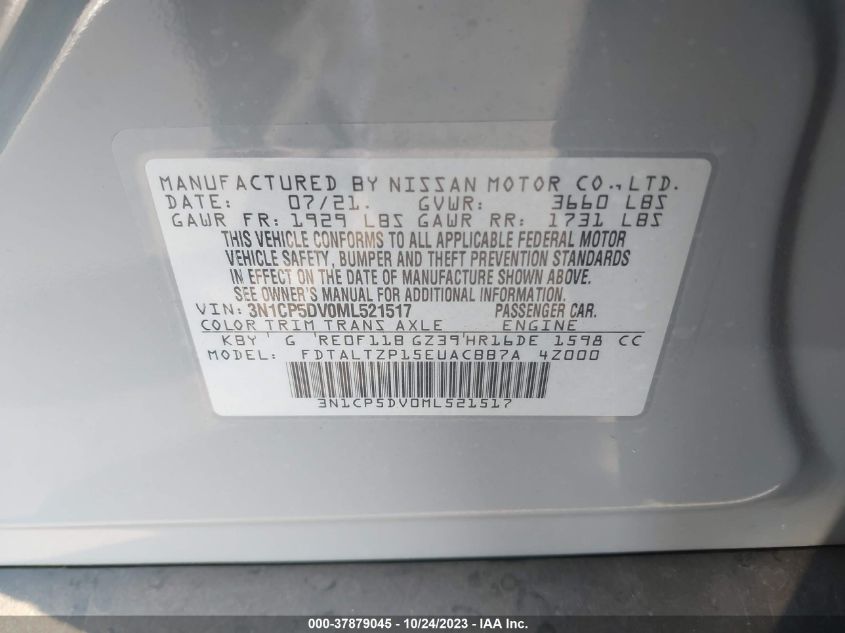 MANUFACTURED BY NISSAN MOTOR CO.,LTD.
DATE: 07/21. GVWR: 3660 LBS
GAWR FR: 1929 LBS GAWR RR: 1731 LBS
THIS VEHICLE CONFORMS TO ALL APPLICABLE FEDERAL MOTOR
VEHICLE SAFETY, BUMPER AND THEFT PREVENTION STANDARDS
IN EFFECT ON THE DATE OF MANUFACTURE SHOWN ABOVE.
SEE OWNER'S MANUAL FOR ADDITIONAL INFORMATION.
VIN: 3N1CP5DV0ML521517 PASSENGER CAR.
COLOR TRIM TRANS AXLE ENGINE
KBY G RE0F11B GZ39 HR16DE 1598 CC
MODEL: FDTALTZP15EUACBB7A 4Z000
3N1CP5DV0ML521517
000-37879045 / 10/24/2023 — IAA Inc.